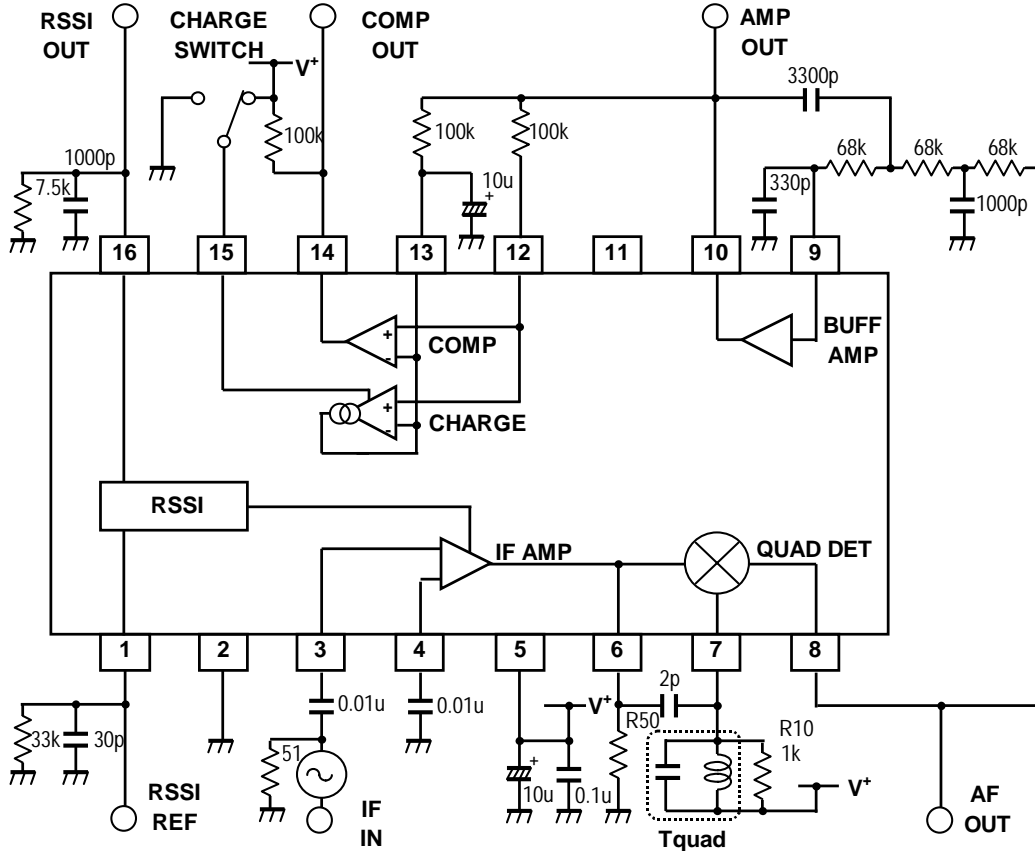 RSSI OUT
CHARGE SWITCH
COMP OUT
AMP OUT
V+
3300p
100k
100k
100k
68k
68k
68k
1000p
7.5k
10u
+
330p
1000p
16
15
14
13
12
11
10
9
+
-
COMP
BUFF AMP
+
-
CHARGE
RSSI
IF AMP
QUAD DET
1
2
3
4
5
6
7
8
0.01u
0.01u
2p
V+
R50
R10
1k
33k
30p
51
+
10u
0.1u
V+
RSSI REF
IF IN
Tquad
AF OUT